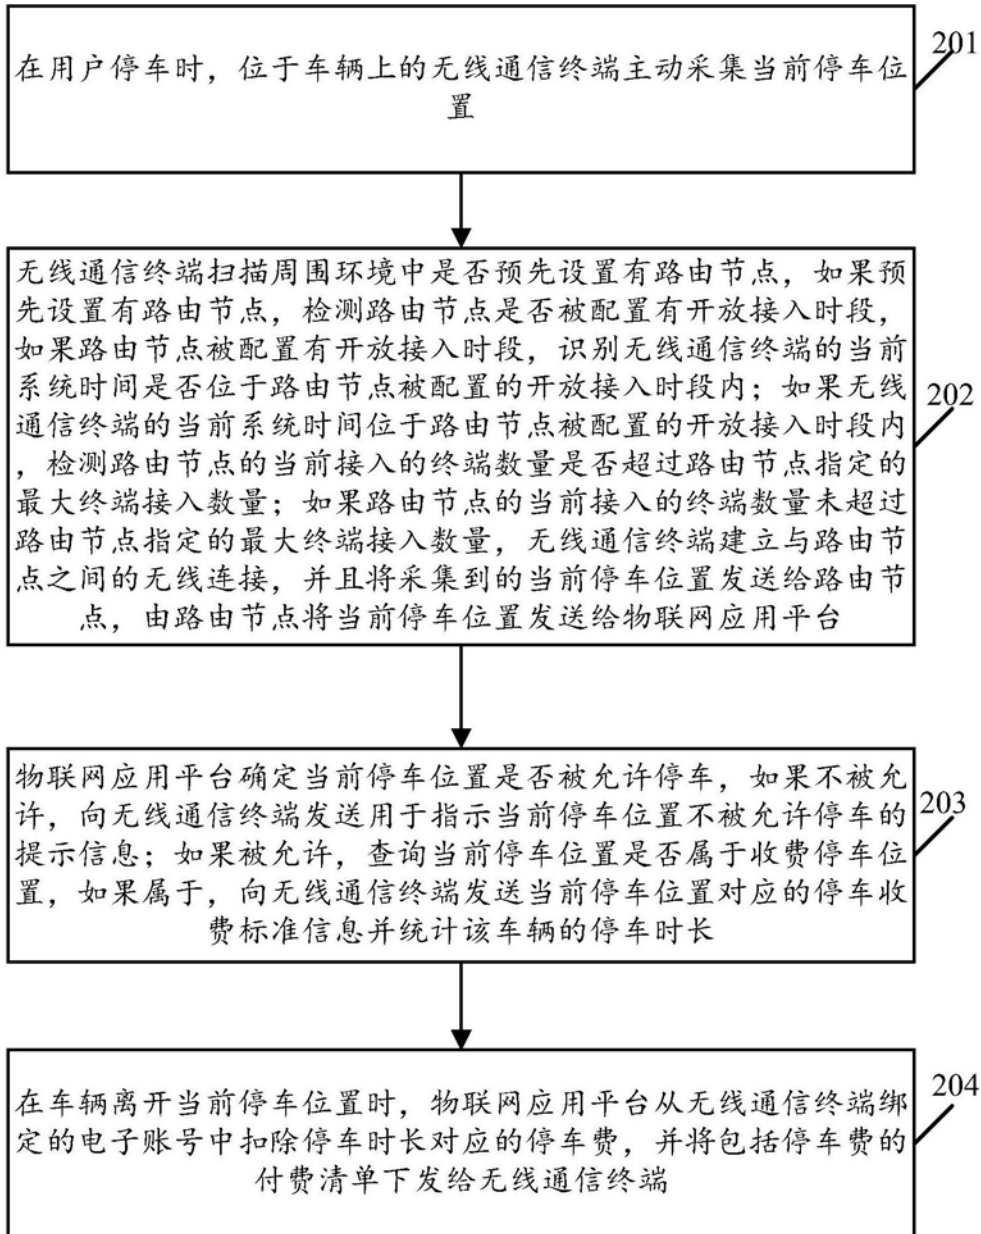 在用户停车时，位于车辆上的无线通信终端主动采集当前停车位
置
201
无线通信终端扫描周围环境中是否预先设置有路由节点，如果预
先设置有路由节点，检测路由节点是否被配置有开放接入时段，
如果路由节点被配置有开放接入时段，识别无线通信终端的当前
系统时间是否位于路由节点被配置的开放接入时段内；如果无线
通信终端的当前系统时间位于路由节点被配置的开放接入时段内
，检测路由节点的当前接入的终端数量是否超过路由节点指定的
最大终端接入数量；如果路由节点的当前接入的终端数量未超过
路由节点指定的最大终端接入数量，无线通信终端建立与路由节
点之间的无线连接，并且将采集到的当前停车位置发送给路由节
点，由路由节点将当前停车位置发送给物联网应用平台
202
物联网应用平台确定当前停车位置是否被允许停车，如果不被允
许，向无线通信终端发送用于指示当前停车位置不被允许停车的
提示信息；如果被允许，查询当前停车位置是否属于收费停车位
置，如果属于，向无线通信终端发送当前停车位置对应的停车收
费标准信息并统计该车辆的停车时长
203
在车辆离开当前停车位置时，物联网应用平台从无线通信终端绑
定的电子账号中扣除停车时长对应的停车费，并将包括停车费的
付费清单下发给无线通信终端
204